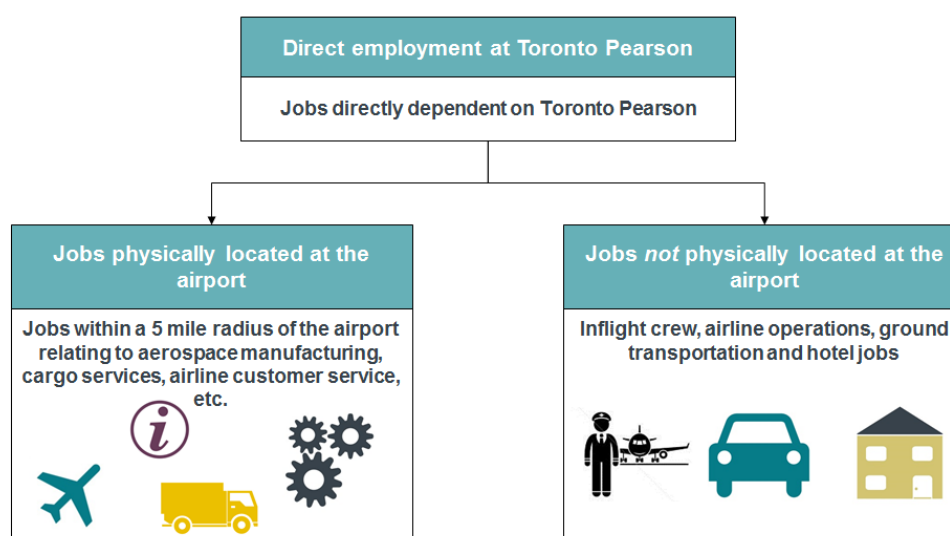 Direct employment at Toronto Pearson
Jobs directly dependent on Toronto Pearson
Jobs physically located at the
airport
Jobs within a 5 mile radius of the airport
relating to aerospace manufacturing,
cargo services, airline customer service,
etc.
i
Jobs not physically located at the
airport
Inflight crew, airline operations, ground
transportation and hotel jobs